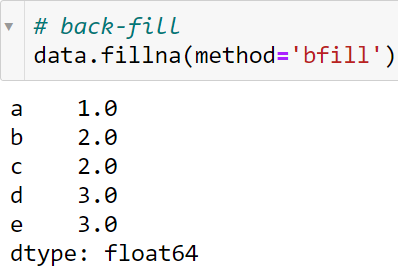 # back-fill
data.fillna(method='bfill')
a    1.0
b    2.0
c    2.0
d    3.0
e    3.0
dtype: float64